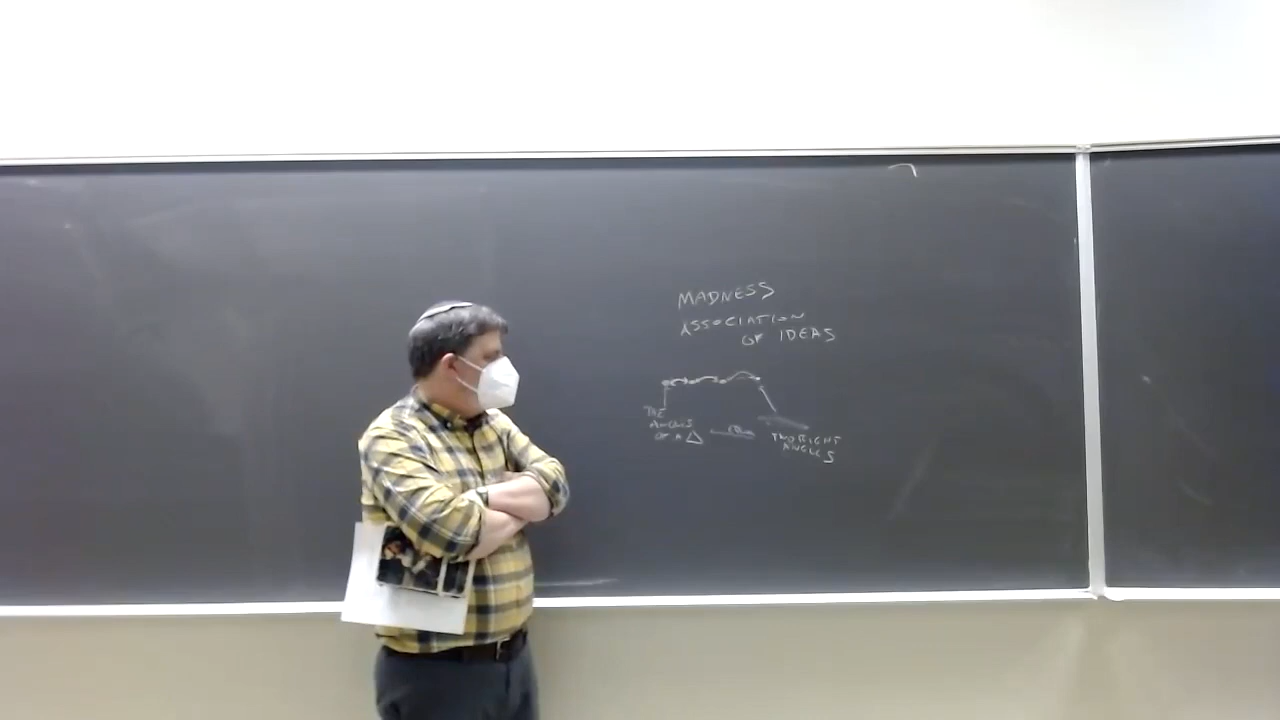 MADNESS
ASSOCIATION
OF IDEAS
THE
ANGLES
OF A △
TWO RIGHT
ANGLES